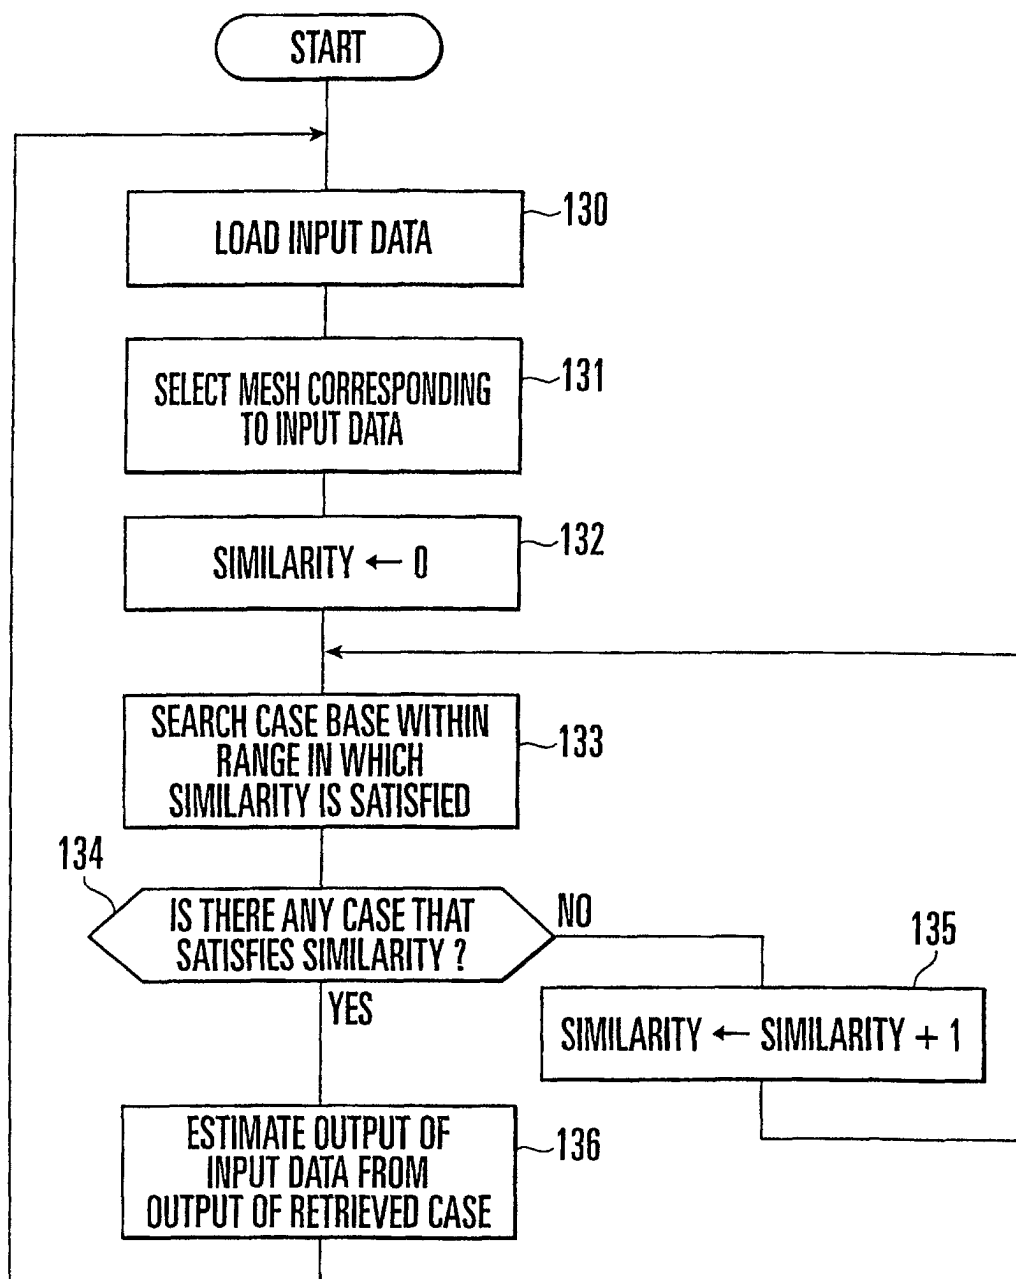 START
LOAD INPUT DATA
130
SELECT MESH CORRESPONDING
TO INPUT DATA
131
SIMILARITY ← 0
132
SEARCH CASE BASE WITHIN
RANGE IN WHICH
SIMILARITY IS SATISFIED
133
134
IS THERE ANY CASE THAT
SATISFIES SIMILARITY ?
NO
YES
135
SIMILARITY ← SIMILARITY + 1
ESTIMATE OUTPUT OF
INPUT DATA FROM
OUTPUT OF RETRIEVED CASE
136